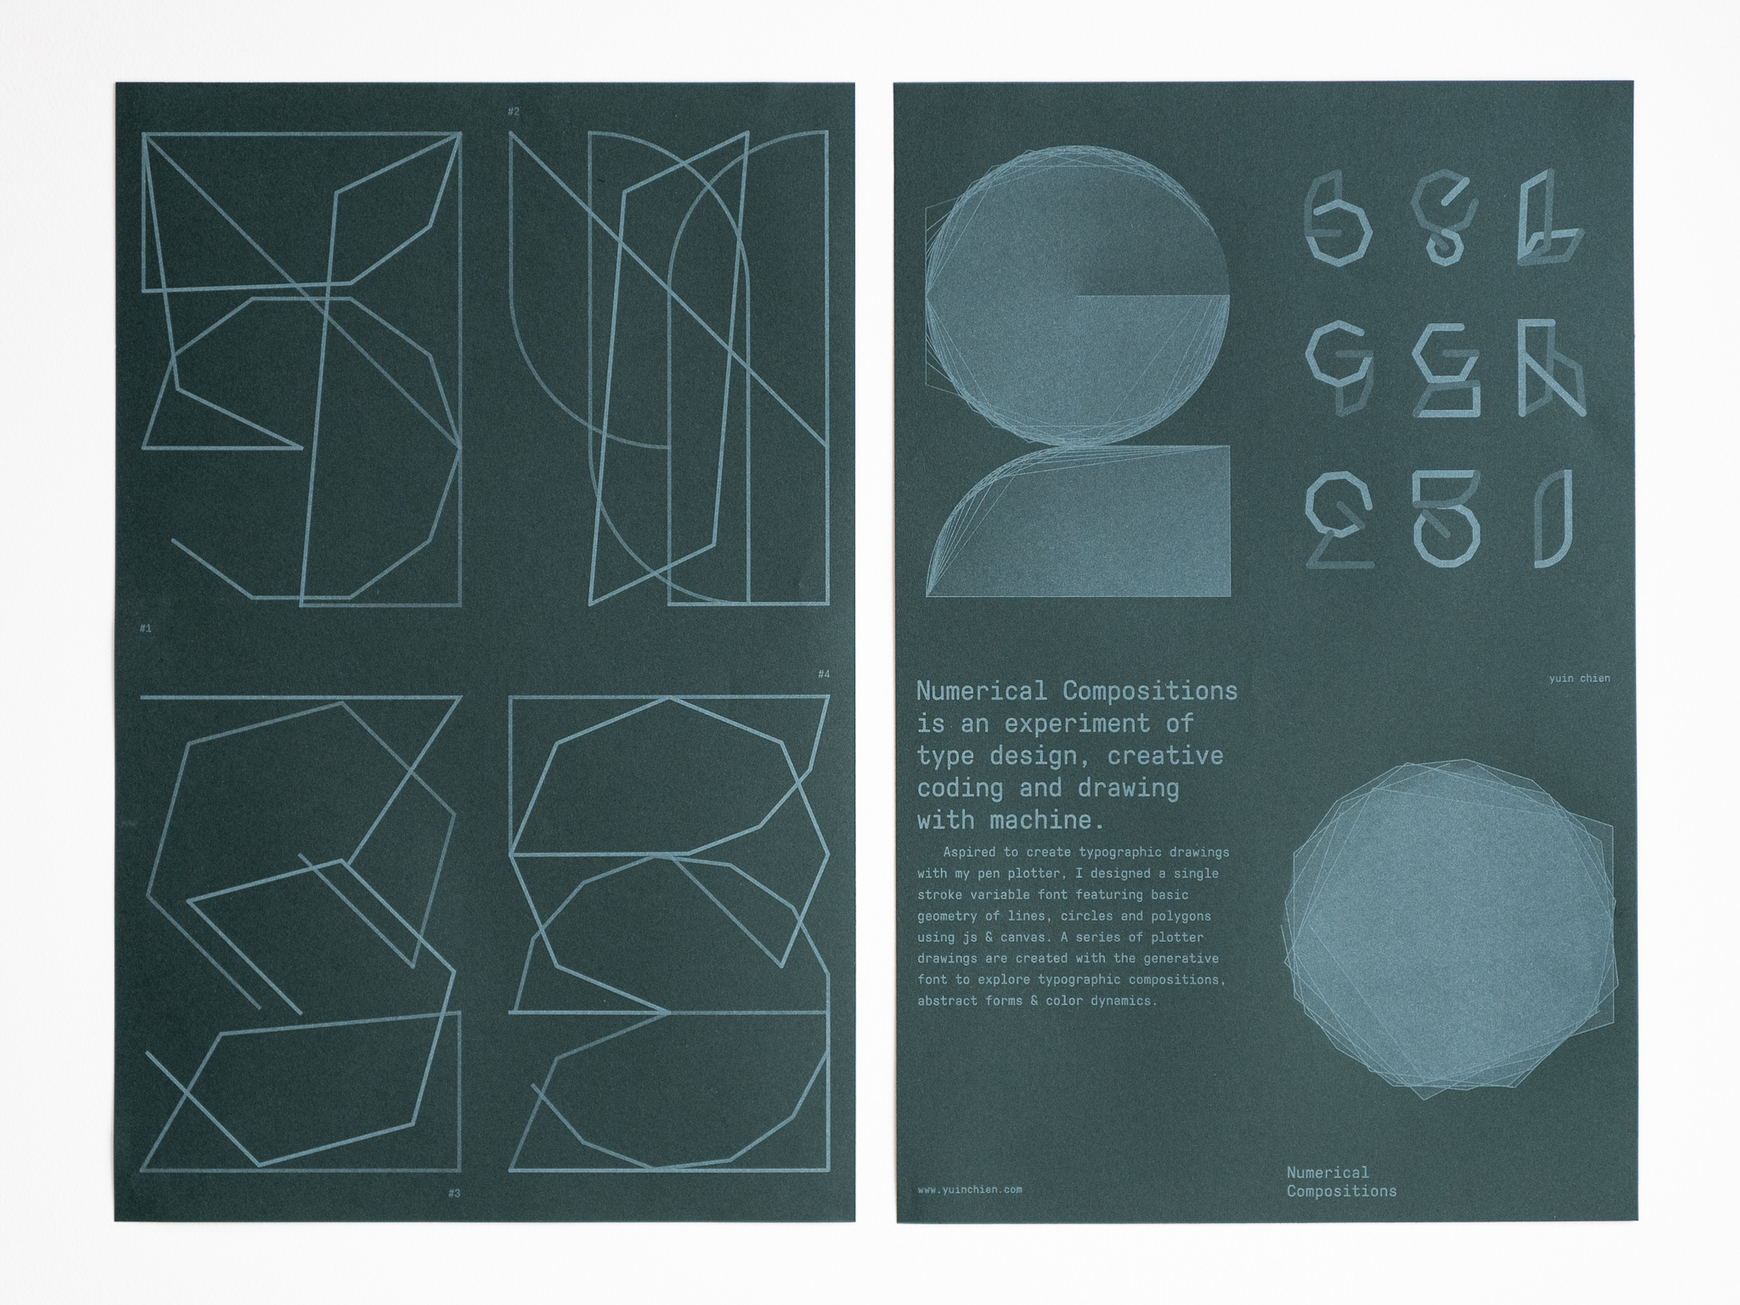 #2
#1
#4
#3
Numerical Compositions
is an experiment of
type design, creative
coding and drawing
with machine.
Aspired to create typographic drawings
with my pen plotter, I designed a single
stroke variable font featuring basic
geometry of lines, circles and polygons
using js & canvas. A series of plotter
drawings are created with the generative
font to explore typographic compositions,
abstract forms & color dynamics.
www.yuinchien.com
yuin chien
Numerical
Compositions